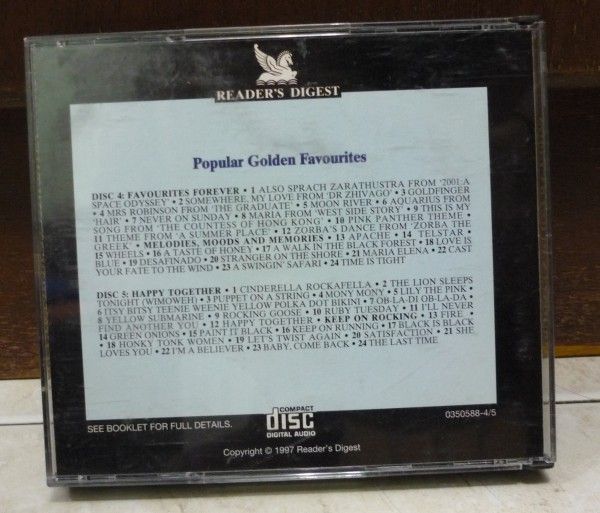 READER'S DIGEST
Popular Golden Favourites
DISC 4: FAVOURITES FOREVER • 1 ALSO SPRACH ZARATHUSTRA FROM '2001:A
SPACE ODYSSEY' • 2 SOMEWHERE, MY LOVE FROM 'DR ZHIVAGO' • 3 GOLDFINGER
• 4 MRS ROBINSON FROM 'THE GRADUATE' • 5 MOON RIVER • 6 AQUARIUS FROM
'HAIR' • 7 NEVER ON SUNDAY • 8 MARIA FROM 'WEST SIDE STORY' • 9 THIS IS MY
SONG FROM 'THE COUNTESS OF HONG KONG' • 10 PINK PANTHER THEME •
11 THEME FROM 'A SUMMER PLACE' • 12 ZORBA'S DANCE FROM 'ZORBA THE
GREEK' • MELODIES, MOODS AND MEMORIES • 13 APACHE • 14 TELSTAR •
15 WHEELS • 16 A TASTE OF HONEY • 17 A WALK IN THE BLACK FOREST • 18 LOVE IS
BLUE • 19 DESAFINADO • 20 STRANGER ON THE SHORE • 21 MARIA ELENA • 22 CAST
YOUR FATE TO THE WIND • 23 A SWINGIN' SAFARI • 24 TIME IS TIGHT
DISC 5: HAPPY TOGETHER • 1 CINDERELLA ROCKAFELLA • 2 THE LION SLEEPS
TONIGHT (WIMOWEH) • 3 PUPPET ON A STRING • 4 MONY MONY • 5 LILY THE PINK
• 6 ITSY BITSY TEENIE WEENIE YELLOW POLKA DOT BIKINI • 7 OB-LA-DI OB-LA-DA •
8 YELLOW SUBMARINE • 9 ROCKING GOOSE • 10 RUBY TUESDAY • 11 I'LL NEVER
FIND ANOTHER YOU • 12 HAPPY TOGETHER • KEEP ON ROCKING • 13 FIRE •
14 GREEN ONIONS • 15 PAINT IT BLACK • 16 KEEP ON RUNNING • 17 BLACK IS BLACK
• 18 HONKY TONK WOMEN • 19 LET'S TWIST AGAIN • 20 SATISFACTION • 21 SHE
LOVES YOU • 22 I'M A BELIEVER • 23 BABY, COME BACK • 24 THE LAST TIME
SEE BOOKLET FOR FULL DETAILS.
COMPACT
disc
DIGITAL AUDIO
0350588-4/5
Copyright © 1997 Reader's Digest